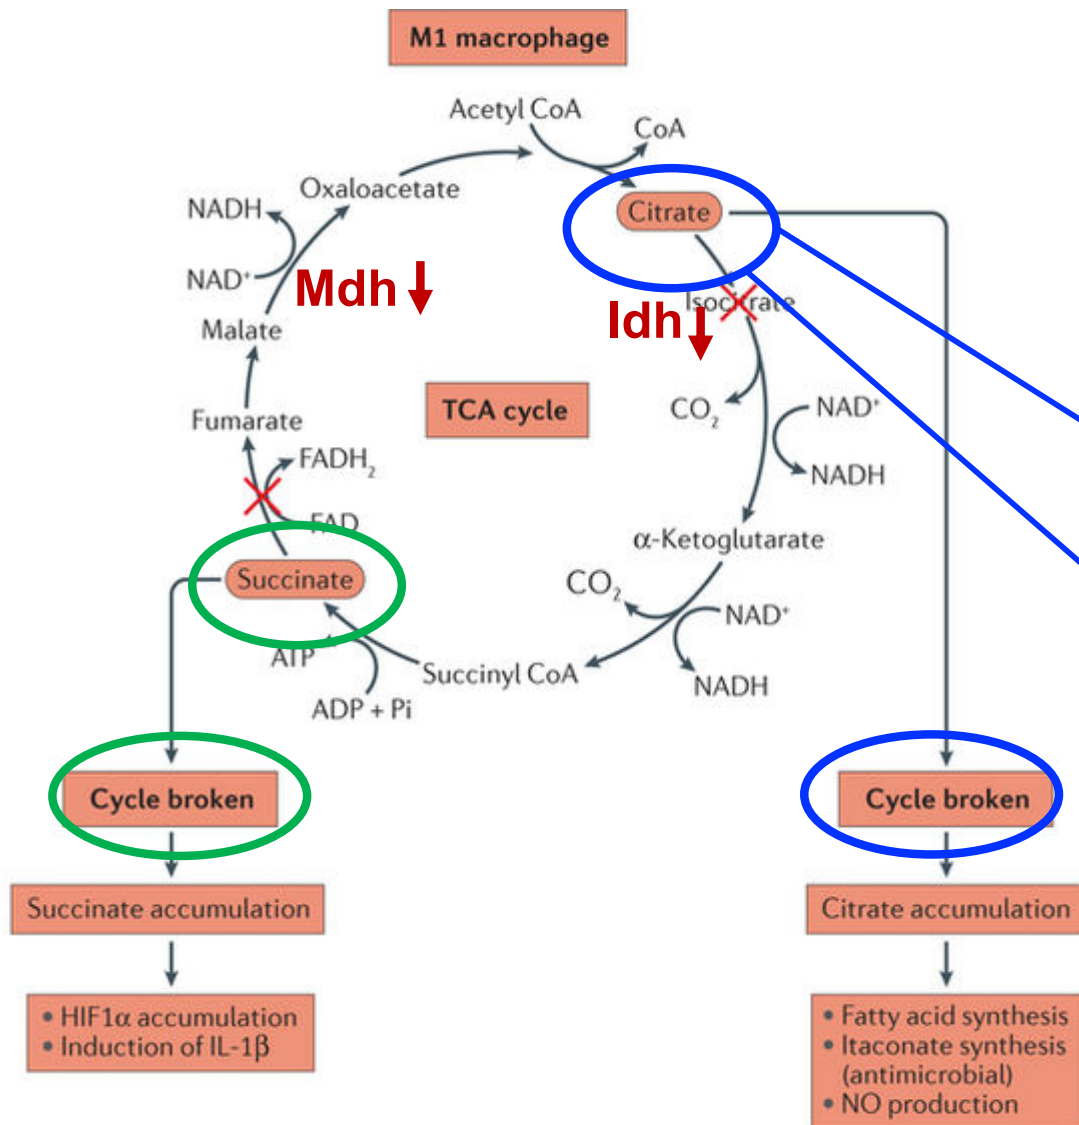 M1 macrophage
Acetyl CoA
CoA
Oxaloacetate
Citrate
NADH
NAD⁺
Mdh
Isocitrate
Idh
Malate
TCA cycle
CO₂
NAD⁺
Fumarate
FADH₂
NADH
FAD
α-Ketoglutarate
Succinate
CO₂
NAD⁺
ATP
Succinyl CoA
NADH
ADP + Pi
Cycle broken
Cycle broken
Succinate accumulation
Citrate accumulation
• HIF1α accumulation
• Induction of IL-1β
• Fatty acid synthesis
• Itaconate synthesis
(antimicrobial)
• NO production